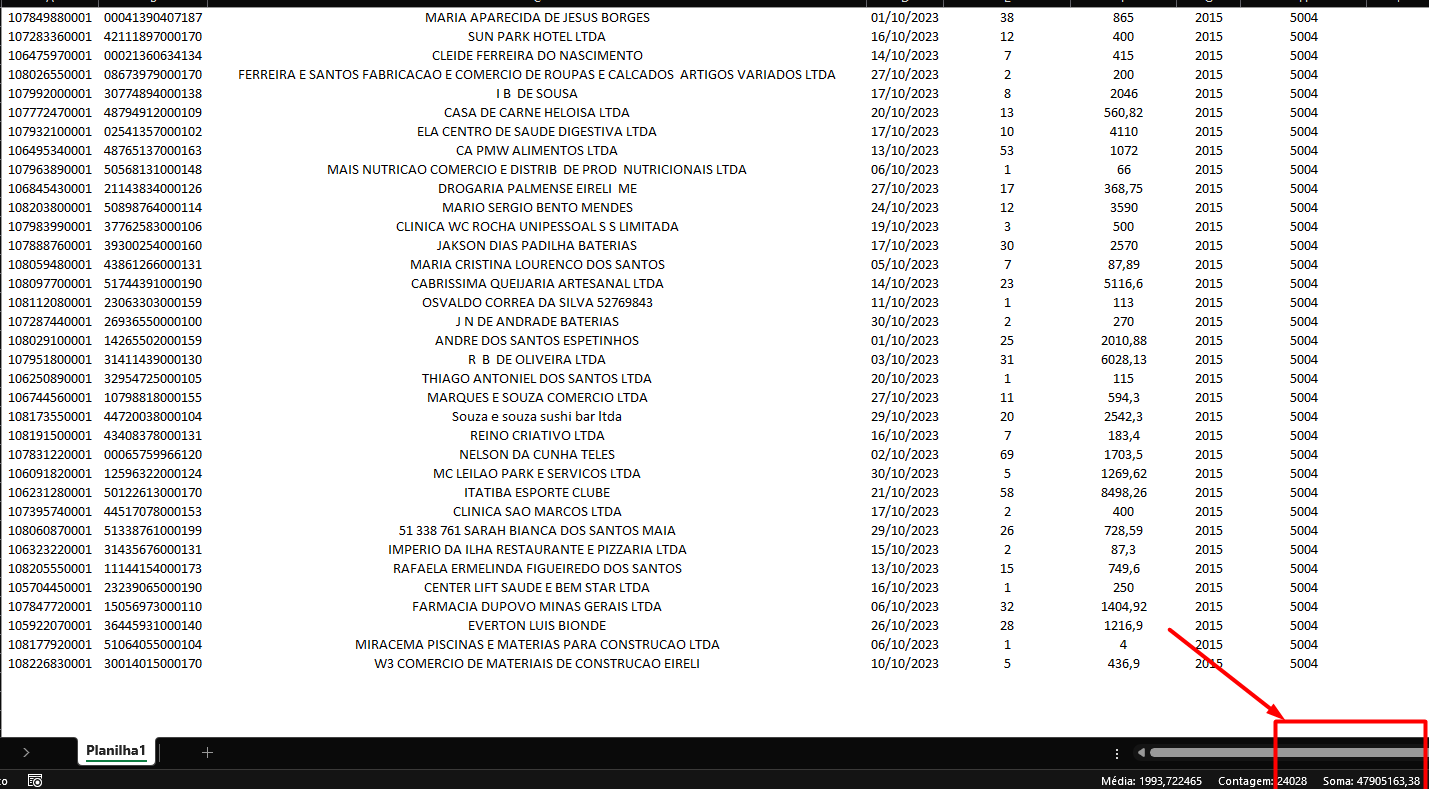 107849880001 00041390407187 MARIA APARECIDA DE JESUS BORGES 01/10/2023 38 865 2015 5004
107283360001 42111897000170 SUN PARK HOTEL LTDA 16/10/2023 12 400 2015 5004
106475970001 00021360634134 CLEIDE FERREIRA DO NASCIMENTO 14/10/2023 7 415 2015 5004
108026550001 08673979000170 FERREIRA E SANTOS FABRICACAO E COMERCIO DE ROUPAS E CALCADOS ARTIGOS VARIADOS LTDA 27/10/2023 2 200 2015 5004
107992000001 30774894000138 I B DE SOUSA 17/10/2023 8 2046 2015 5004
107772470001 48794912000109 CASA DE CARNE HELOISA LTDA 20/10/2023 13 560,82 2015 5004
107932100001 02541357000102 ELA CENTRO DE SAUDE DIGESTIVA LTDA 17/10/2023 10 4110 2015 5004
106495340001 48765137000163 CA PMW ALIMENTOS LTDA 13/10/2023 53 1072 2015 5004
107963890001 50568131000148 MAIS NUTRICAO COMERCIO E DISTRIB DE PROD NUTRICIONAIS LTDA 06/10/2023 1 66 2015 5004
106845430001 21143834000126 DROGARIA PALMENSE EIRELI ME 27/10/2023 17 368,75 2015 5004
108203800001 50898764000114 MARIO SERGIO BENTO MENDES 24/10/2023 12 3590 2015 5004
107983990001 37762583000106 CLINICA WC ROCHA UNIPESSOAL S S LIMITADA 19/10/2023 3 500 2015 5004
107888760001 39300254000160 JAKSON DIAS PADILHA BATERIAS 17/10/2023 30 2570 2015 5004
108059480001 43861266000131 MARIA CRISTINA LOURENCO DOS SANTOS 05/10/2023 7 87,89 2015 5004
108097700001 51744391000190 CABRISSIMA QUEIJARIA ARTESANAL LTDA 14/10/2023 23 5116,6 2015 5004
108112080001 23063303000159 OSVALDO CORREA DA SILVA 52769843 11/10/2023 1 113 2015 5004
107287440001 26936550000100 J N DE ANDRADE BATERIAS 30/10/2023 2 270 2015 5004
108029100001 14265502000159 ANDRE DOS SANTOS ESPETINHOS 01/10/2023 25 2010,88 2015 5004
107951800001 31411439000130 R B DE OLIVEIRA LTDA 03/10/2023 31 6028,13 2015 5004
106250890001 32954725000105 THIAGO ANTONIEL DOS SANTOS LTDA 20/10/2023 1 115 2015 5004
106744560001 10798818000155 MARQUES E SOUZA COMERCIO LTDA 27/10/2023 11 594,3 2015 5004
108173550001 44720038000104 Souza e souza sushi bar ltda 29/10/2023 20 2542,3 2015 5004
108191500001 43408378000131 REINO CRIATIVO LTDA 16/10/2023 7 183,4 2015 5004
107831220001 00065759966120 NELSON DA CUNHA TELES 02/10/2023 69 1703,5 2015 5004
106091820001 12596322000124 MC LEILAO PARK E SERVICOS LTDA 30/10/2023 5 1269,62 2015 5004
106231280001 50122613000170 ITATIBA ESPORTE CLUBE 21/10/2023 58 8498,26 2015 5004
107395740001 44517078000153 CLINICA SAO MARCOS LTDA 17/10/2023 2 400 2015 5004
108060870001 51338761000199 51 338 761 SARAH BIANCA DOS SANTOS MAIA 29/10/2023 26 728,59 2015 5004
106323220001 31435676000131 IMPERIO DA ILHA RESTAURANTE E PIZZARIA LTDA 15/10/2023 2 87,3 2015 5004
108205550001 11144154000173 RAFAELA ERMELINDA FIGUEIREDO DOS SANTOS 13/10/2023 15 749,6 2015 5004
105704450001 23239065000190 CENTER LIFT SAUDE E BEM STAR LTDA 16/10/2023 1 250 2015 5004
107847720001 15056973000110 FARMACIA DUPOVO MINAS GERAIS LTDA 06/10/2023 32 1404,92 2015 5004
105922070001 36445931000140 EVERTON LUIS BIONDE 26/10/2023 28 1216,9 2015 5004
108177920001 51064055000104 MIRACEMA PISCINAS E MATERIAS PARA CONSTRUCAO LTDA 06/10/2023 1 4 2015 5004
108226830001 30014015000170 W3 COMERCIO DE MATERIAIS DE CONSTRUCAO EIRELI 10/10/2023 5 436,9 2015 5004
Planilha1
Média: 1993,722465 Contagem: 24028 Soma: 47905163,38